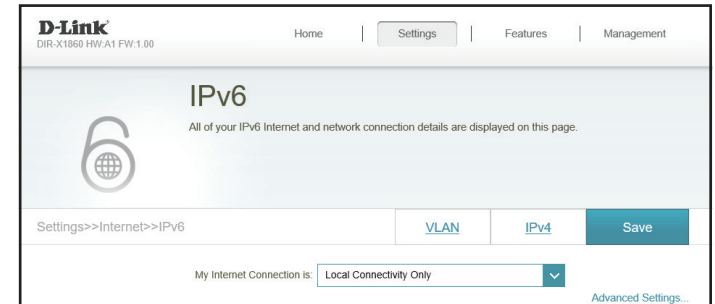 D-Link
DIR-X1860 HW:A1 FW:1.00
Home | Settings | Features | Management
IPv6
All of your IPv6 Internet and network connection details are displayed on this page.
Settings>>Internet>>IPv6 VLAN IPv4 Save
My Internet Connection is: Local Connectivity Only
Advanced Settings...